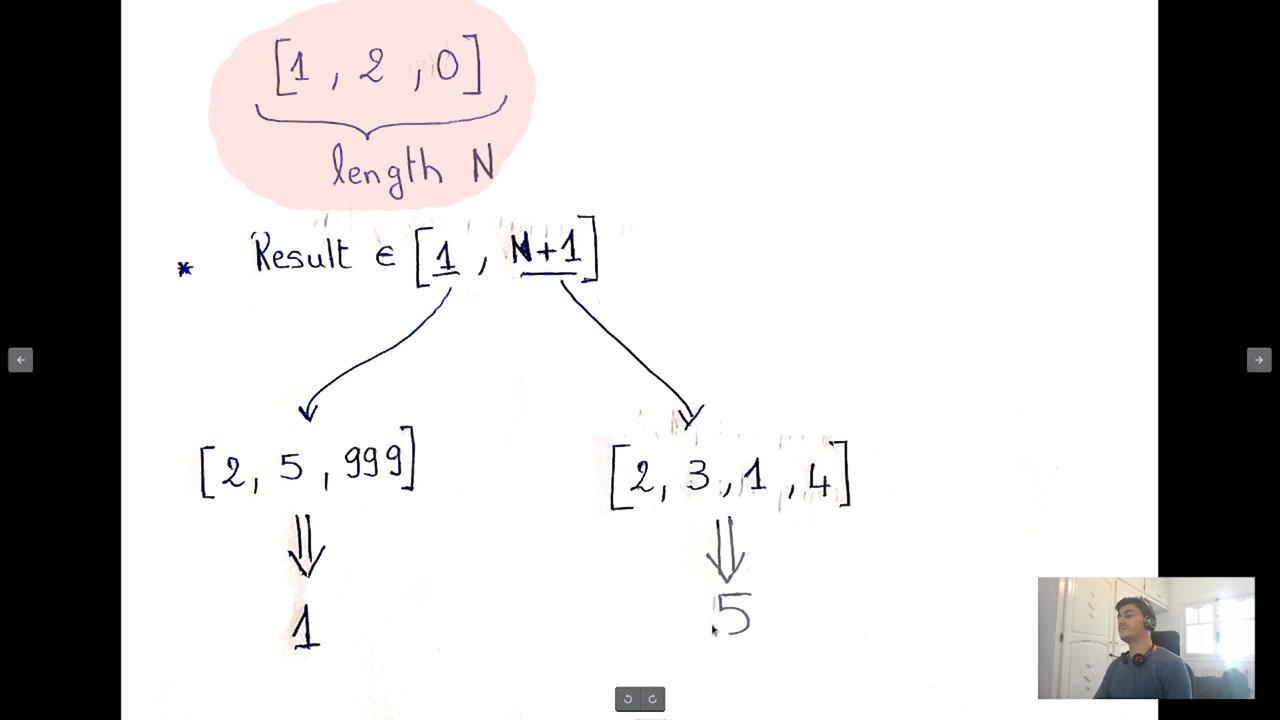 [1, 2, 0]
length N
* Result ∈ [1, N+1]
[2, 5, 999]
[2, 3, 1, 4]
1
5